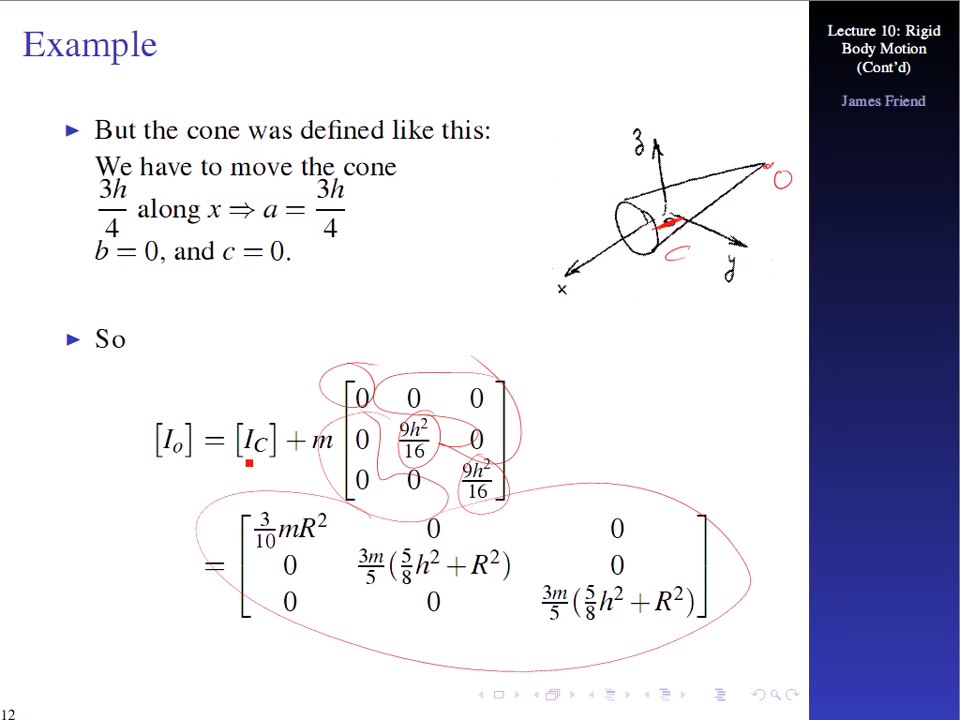 Example
Lecture 10: Rigid
Body Motion
(Cont'd)
James Friend
▶ But the cone was defined like this:
We have to move the cone
3h/4 along x ⇒ a = 3h/4
b = 0, and c = 0.
z
O
C
y
x
▶ So
[I_o] = [I_C] + m [0 0 0
0 9h²/16 0
0 0 9h²/16]
= [3/10 mR² 0 0
0 3m/5 (5/8 h² + R²) 0
0 0 3m/5 (5/8 h² + R²)]
12